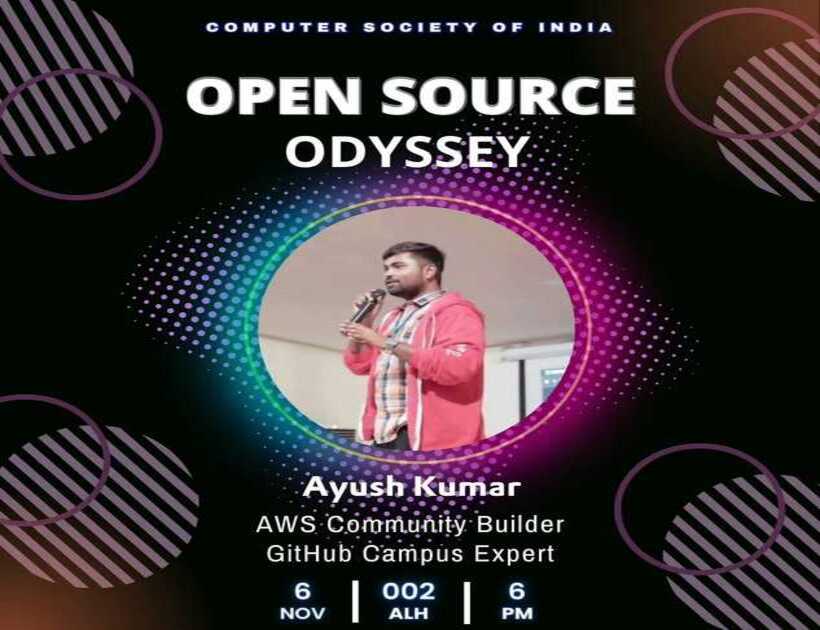 COMPUTER SOCIETY OF INDIA
OPEN SOURCE
ODYSSEY
Ayush Kumar
AWS Community Builder
GitHub Campus Expert
6 | 002 | 6
NOV | ALH | PM